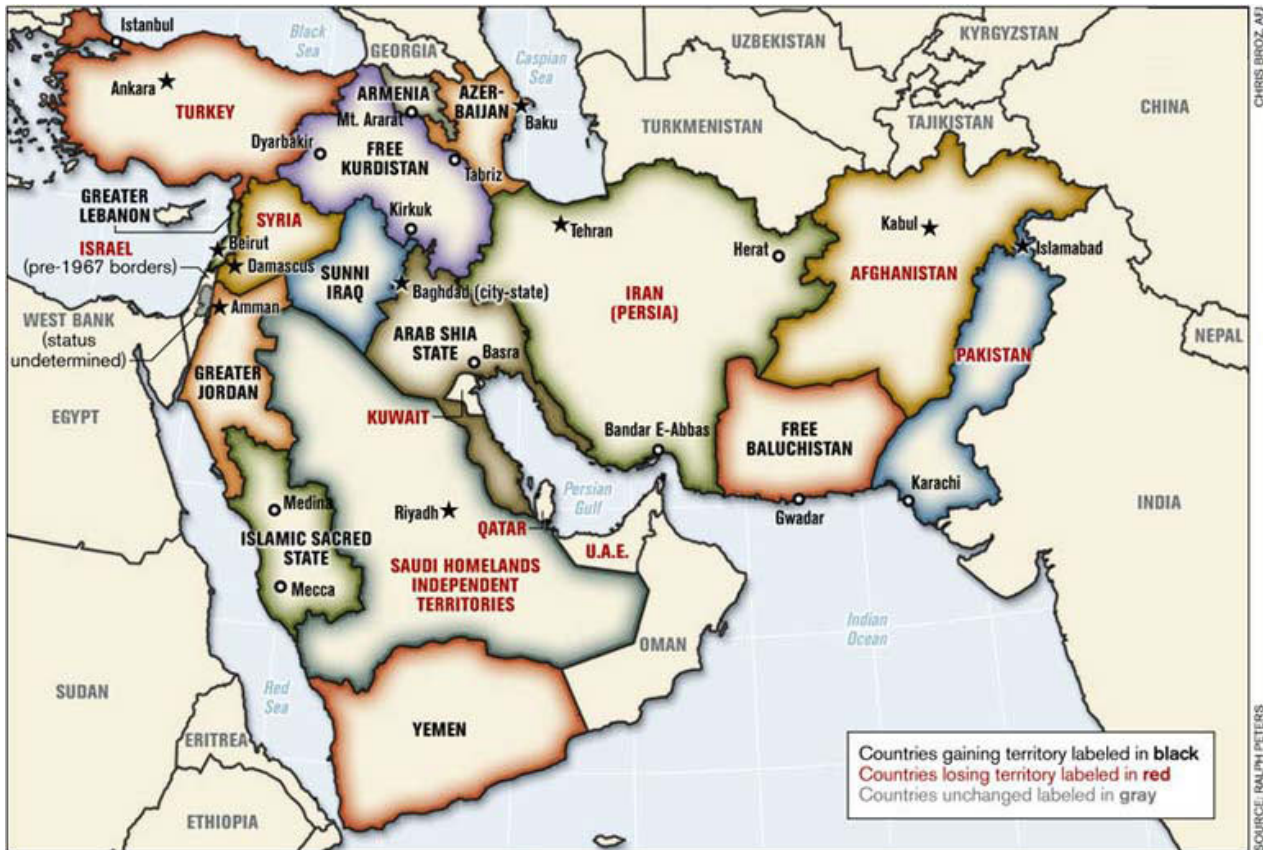 Istanbul
Black
Sea
GEORGIA
Caspian
Sea
UZBEKISTAN
KYRGYZSTAN
CHRIS BROZ, AFJ
Ankara
TURKEY
ARMENIA
AZER-
BAIJAN
Baku
Mt. Ararat
TURKMENISTAN
TAJIKISTAN
CHINA
Dyarbakir
FREE
KURDISTAN
Tabriz
GREATER
LEBANON
SYRIA
Kirkuk
Tehran
Herat
Kabul
Islamabad
ISRAEL
(pre-1967 borders)
Beirut
Damascus
SUNNI
IRAQ
Baghdad (city-state)
IRAN
(PERSIA)
AFGHANISTAN
Amman
WEST BANK
(status
undetermined)
ARAB SHIA
STATE
Basra
NEPAL
PAKISTAN
GREATER
JORDAN
EGYPT
KUWAIT
Bandar E-Abbas
FREE
BALUCHISTAN
Medina
Riyadh
Persian
Gulf
Karachi
Gwadar
INDIA
ISLAMIC SACRED
STATE
QATAR
U.A.E.
Mecca
SAUDI HOMELANDS
INDEPENDENT
TERRITORIES
OMAN
Indian
Ocean
SUDAN
Red
Sea
YEMEN
ERITREA
ETHIOPIA
Countries gaining territory labeled in black
Countries losing territory labeled in red
Countries unchanged labeled in gray
SOURCE: RALPH PETERS